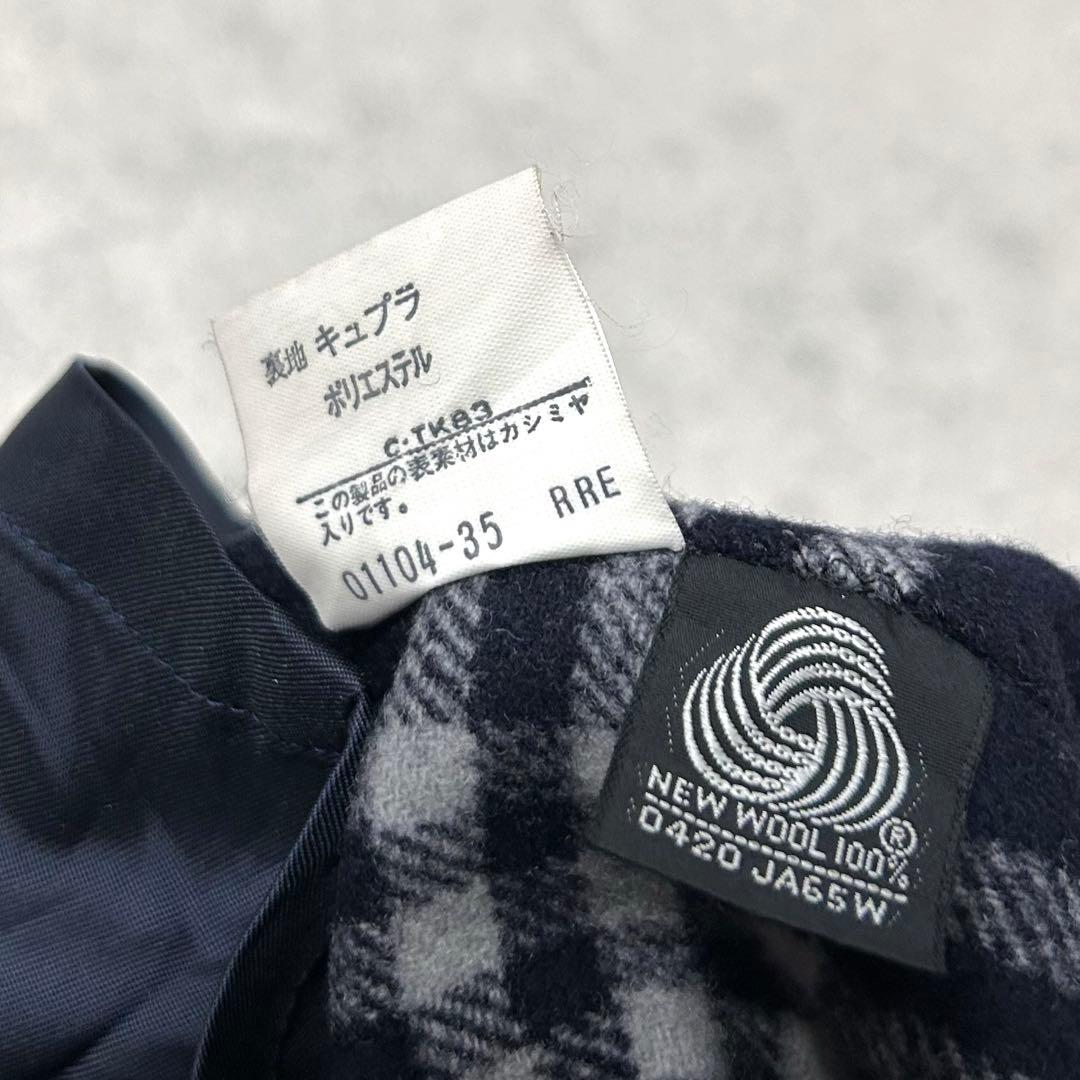 裏地 キュプラ
ポリエステル
C・TK83
この製品の表素材はカシミヤ
入りです。
01104-35 RRE
NEW WOOL 100%
®
0420 JA65W